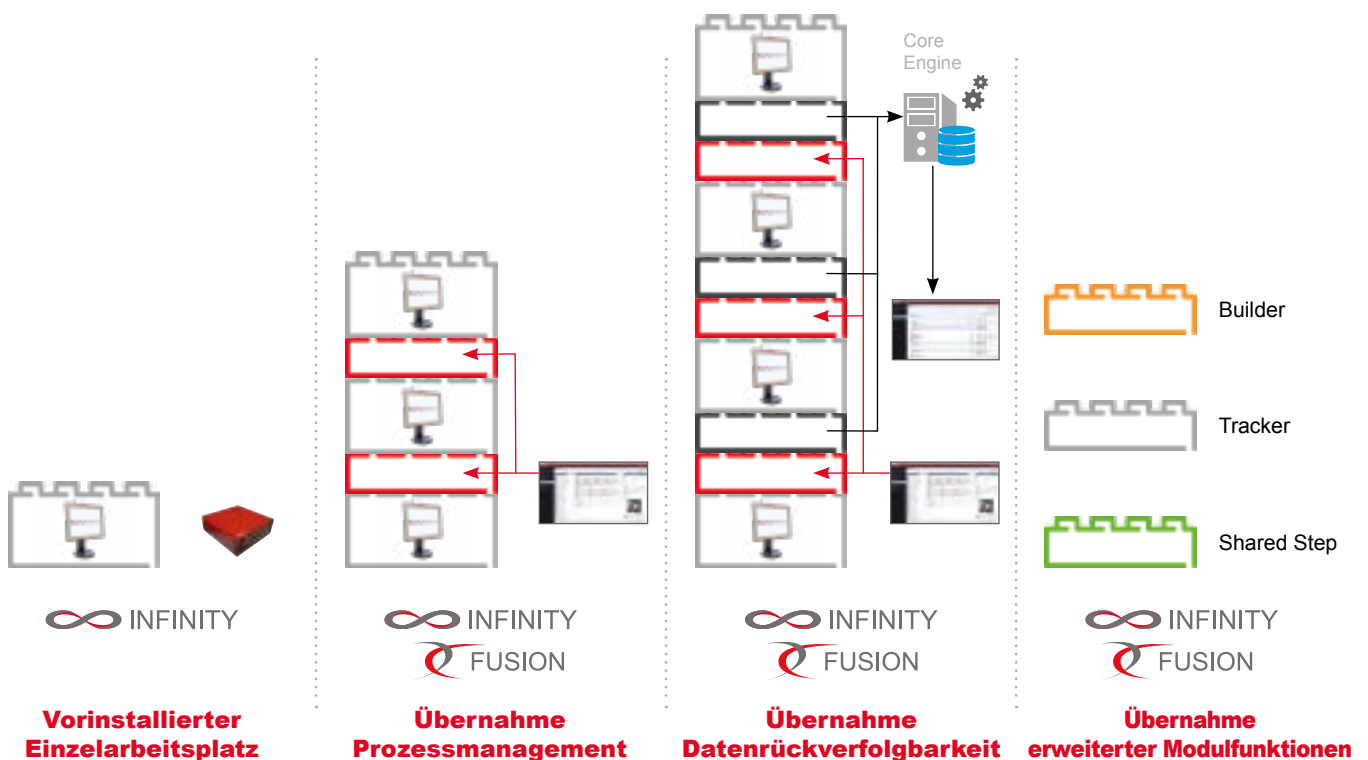 Core
Engine
Builder
Tracker
Shared Step
INFINITY
INFINITY
FUSION
INFINITY
FUSION
INFINITY
FUSION
Vorinstallierter
Einzelarbeitsplatz
Übernahme
Prozessmanagement
Übernahme
Datenrückverfolgbarkeit
Übernahme
erweiterter Modulfunktionen